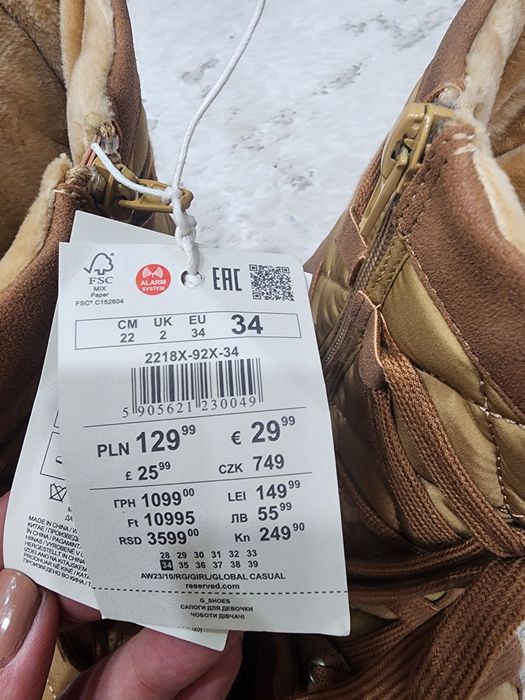 FSC
MIX
Paper
FSC® C152804
ALARM
SYSTEM
EAC
CM UK EU 34
22 2 34
2218X-92X-34
5 905621 230049
PLN 129 99 € 29 99
£ 25 99 CZK 749
ГРН 1099 00 LEI 149 99
Ft 10995 ЛВ 55 99
RSD 3599 00 Kn 249 90
28 29 30 31 32 33
34 35 36 37 38 39
AW23/10/RG/GIRL/GLOBAL CASUAL
reserved.com
G_SHOES
САПОГИ ДЛЯ ДЕВОЧКИ
ЧОБОТИ ДІВЧАЧІ
MADE IN CHINA